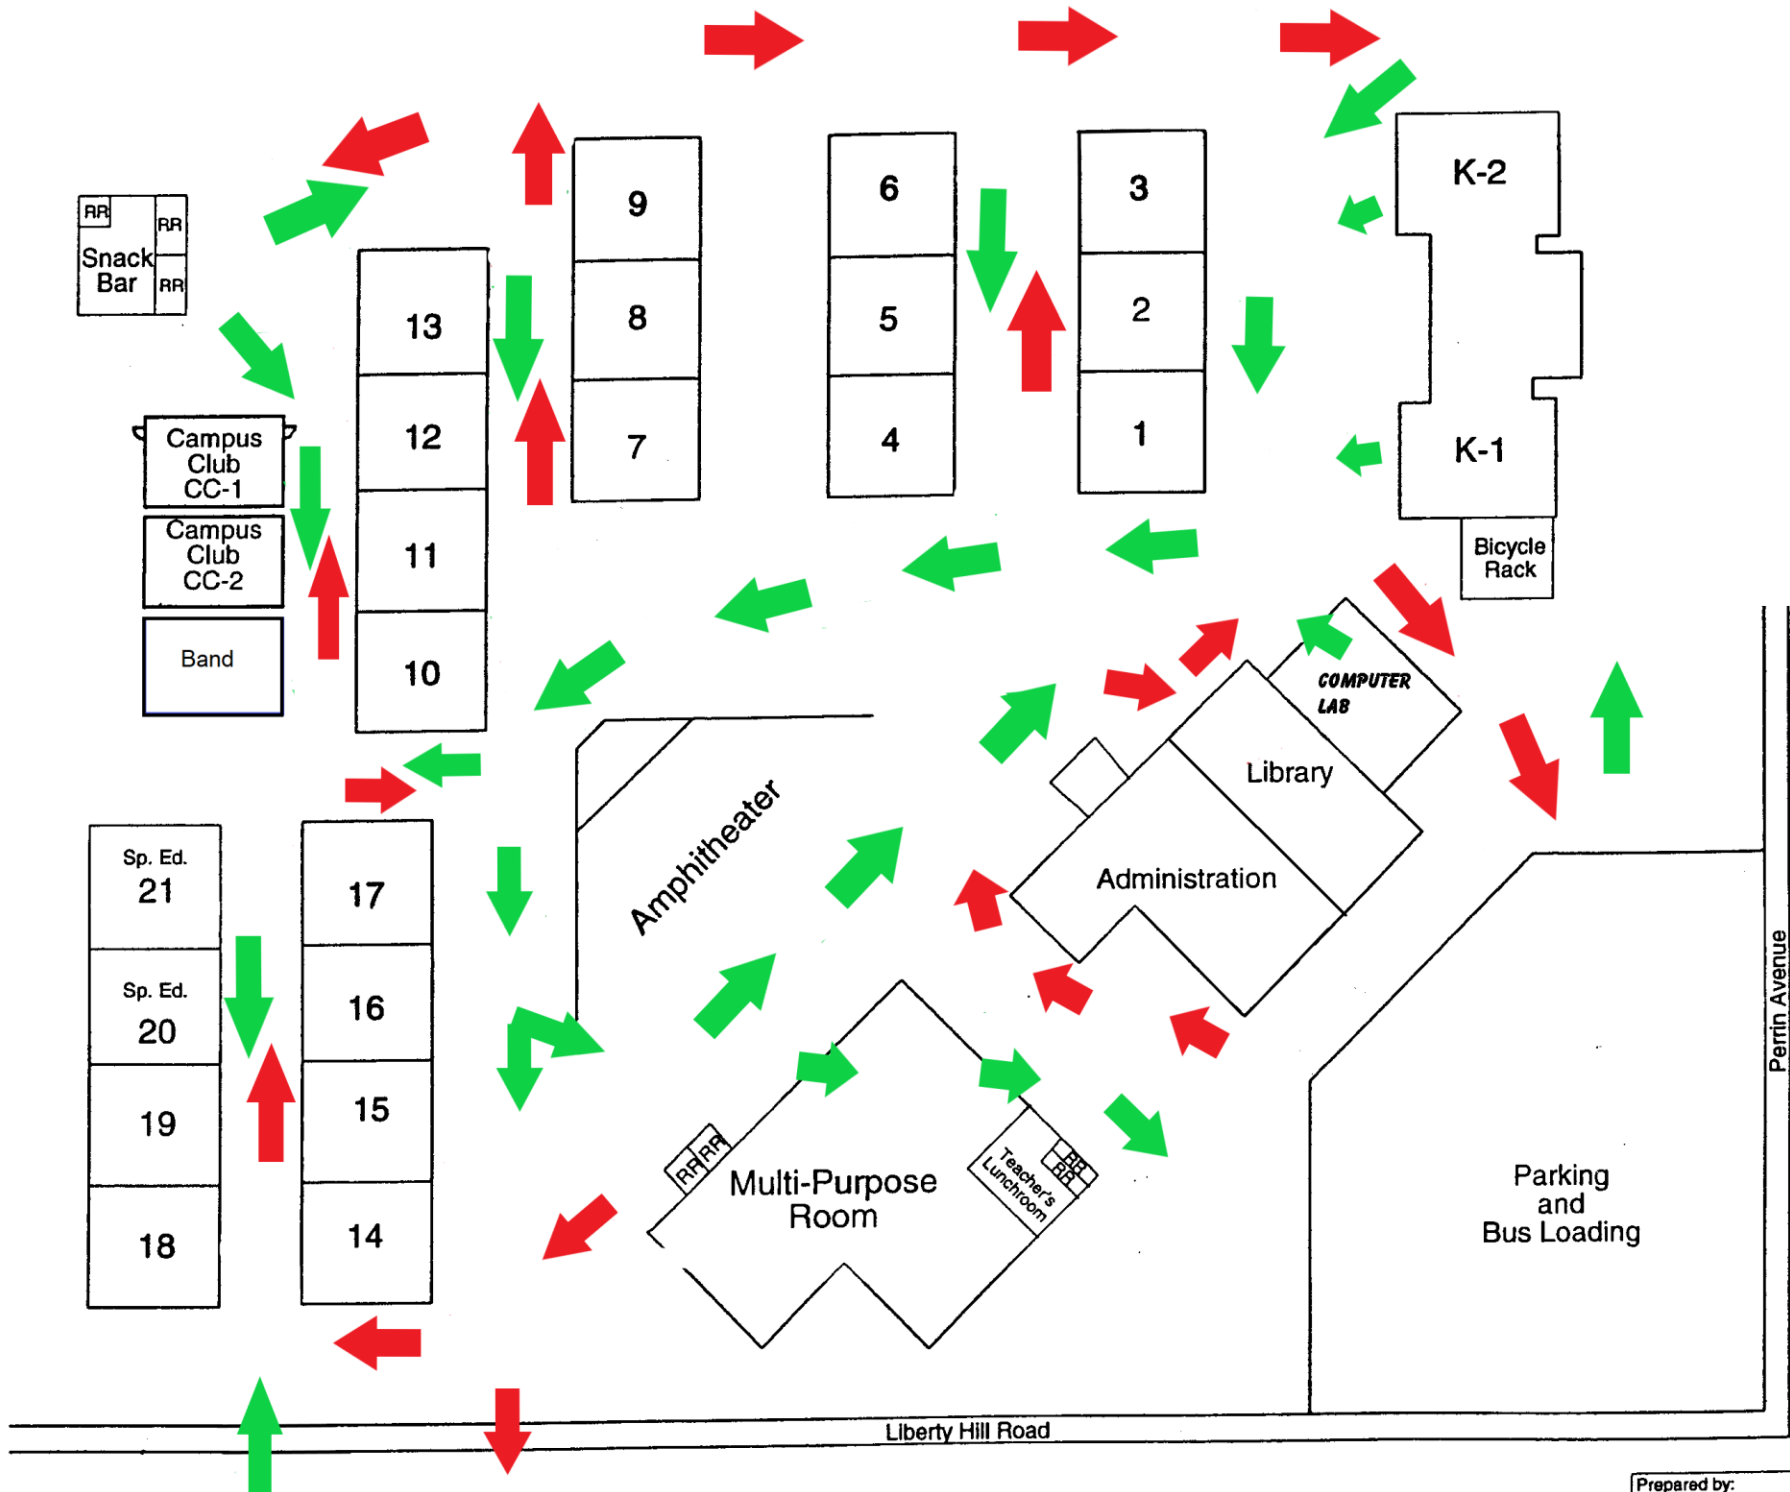 RR
RR
Snack
Bar
RR
9
6
3
K-2
13
8
5
2
12
7
4
1
K-1
Campus
Club
CC-1
Campus
Club
CC-2
11
Bicycle
Rack
Band
10
COMPUTER
LAB
Library
Amphitheater
Administration
Sp. Ed.
21
17
Sp. Ed.
20
16
19
15
18
14
RR
RR
Multi-Purpose
Room
Teacher's
Lunchroom
RR
RR
Parking
and
Bus Loading
Perrin Avenue
Liberty Hill Road
Prepared by: